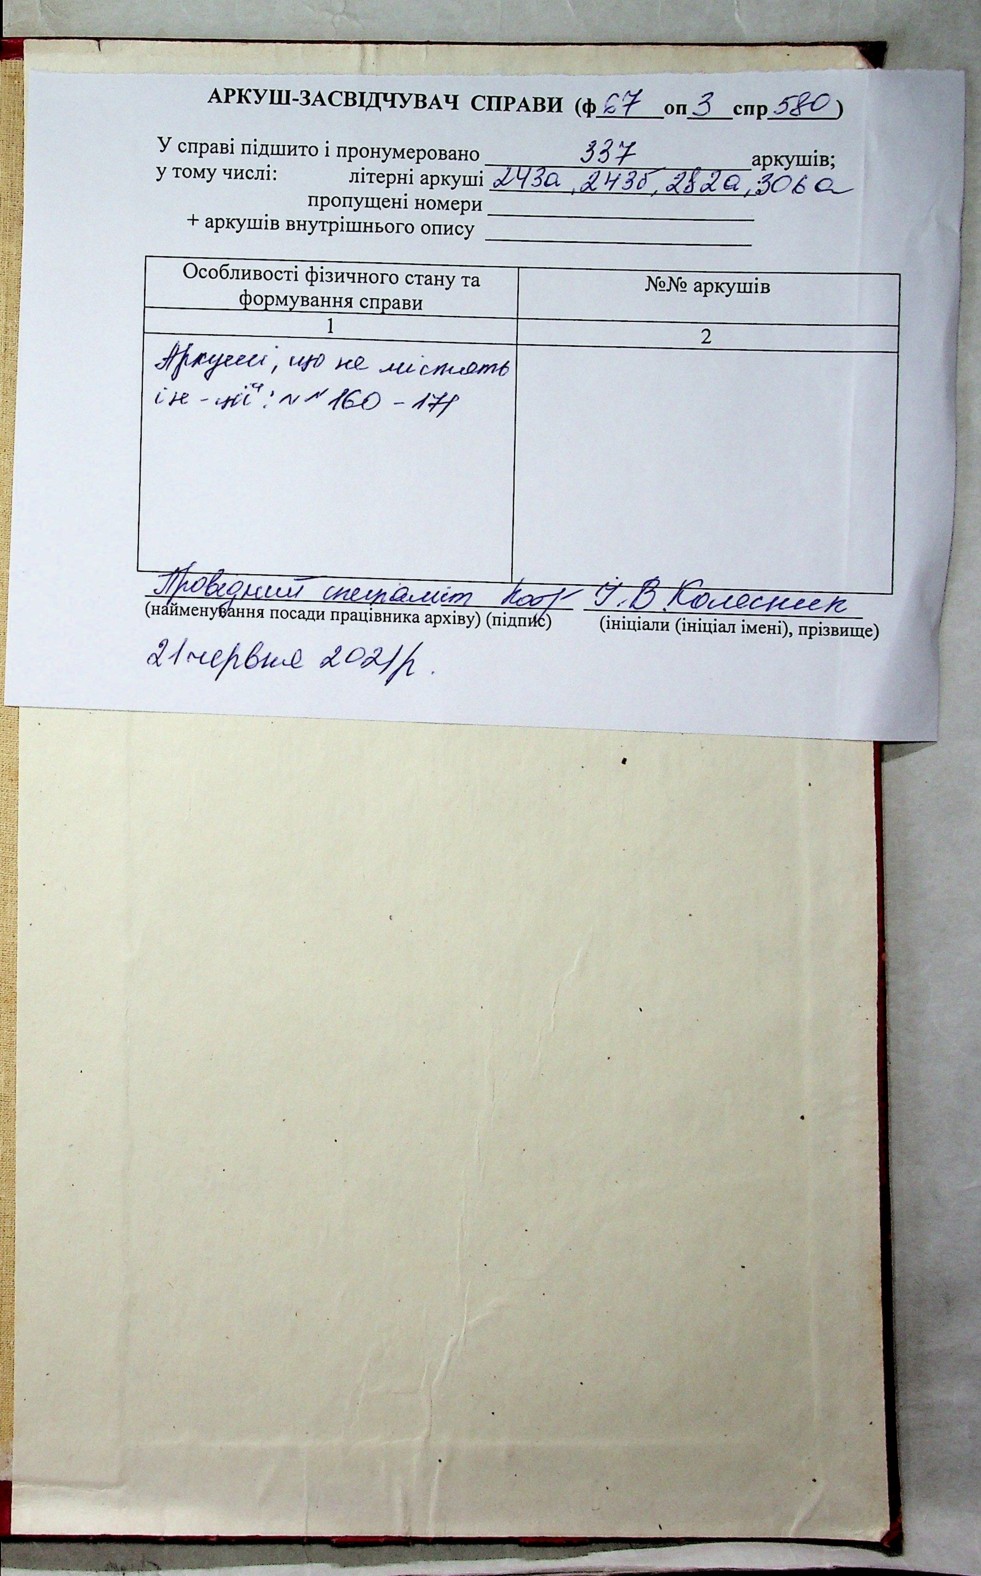 АРКУШ-ЗАСВІДЧУВАЧ СПРАВИ (ф 67 оп 3 спр 580)
У справі підшито і пронумеровано 337 аркушів;
у тому числі: літерні аркуші 243а, 243б, 282а, 306а
пропущені номери
+ аркушів внутрішнього опису
Особливості фізичного стану та формування справи
№№ аркушів
1
2
Аркуші, що не містять
ін-ції: №№ 160 - 171
Провідний спеціаліст В. Колесник
(найменування посади працівника архіву) (підпис) (ініціали (ініціал імені), прізвище)
21 червня 2021р.